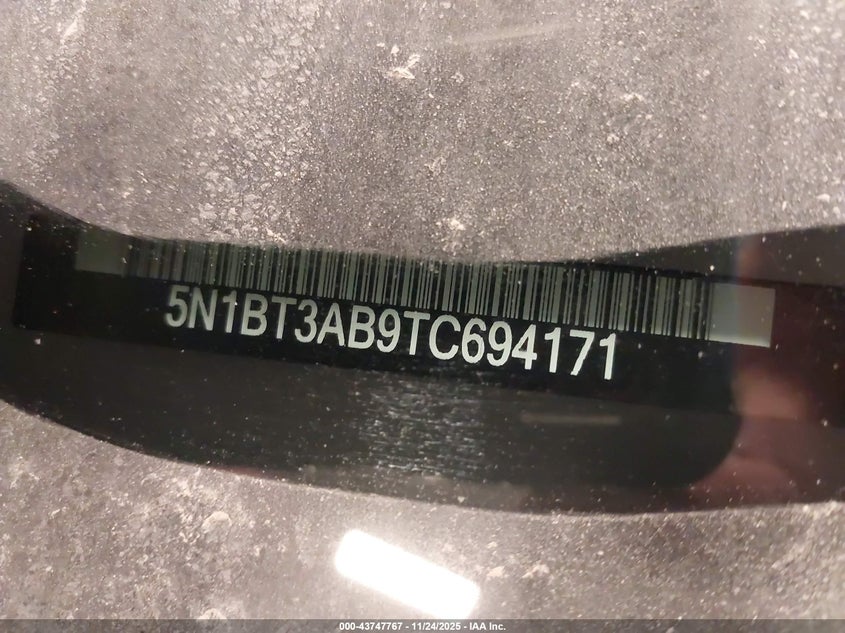 5N1BT3AB9TC694171
000-43747767 - 11/24/2025 - IAA Inc.